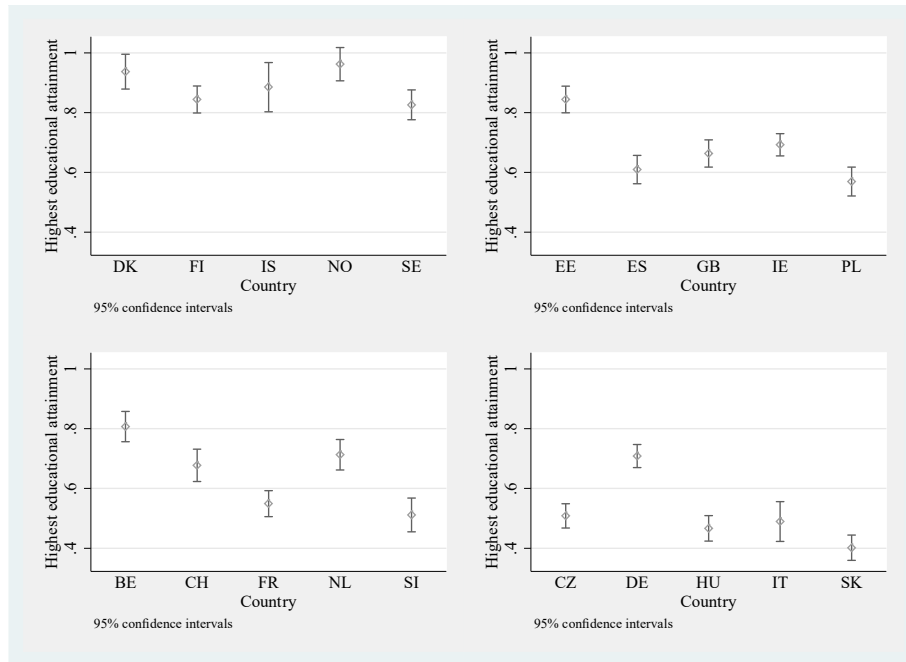 Highest educational attainment
1
.8
.6
.4
DK FI IS NO SE
Country
95% confidence intervals
Highest educational attainment
1
.8
.6
.4
EE ES GB IE PL
Country
95% confidence intervals
Highest educational attainment
1
.8
.6
.4
BE CH FR NL SI
Country
95% confidence intervals
Highest educational attainment
1
.8
.6
.4
CZ DE HU IT SK
Country
95% confidence intervals